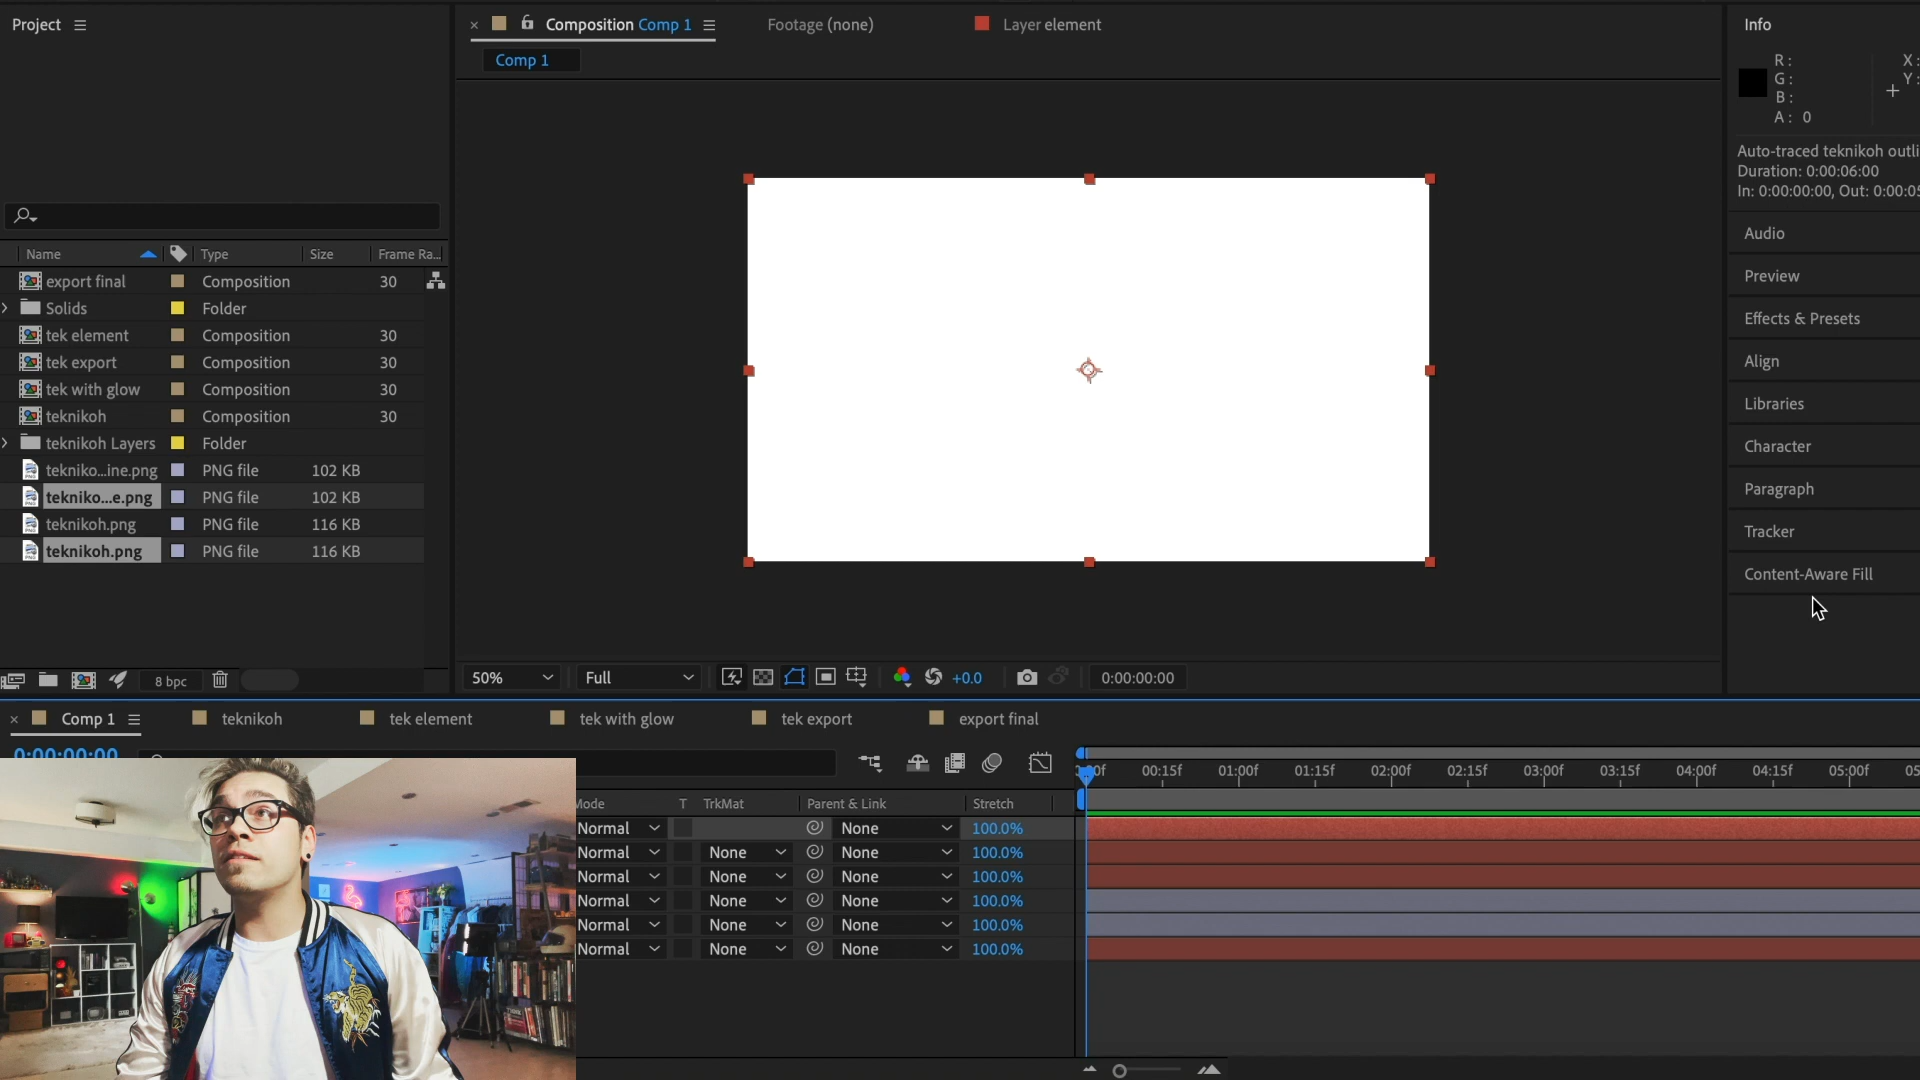 Project
Composition Comp 1
Footage (none)
Layer element
Info
Comp 1
R :
G :
B :
A : 0
X :
Y :
Auto-traced teknikoh outli
Duration: 0:00:06:00
In: 0:00:00:00, Out: 0:00:05
Name Type Size Frame Ra...
export final Composition 30
Solids Folder
tek element Composition 30
tek export Composition 30
tek with glow Composition 30
teknikoh Composition 30
teknikoh Layers Folder
tekniko...ine.png PNG file 102 KB
tekniko...e.png PNG file 102 KB
teknikoh.png PNG file 116 KB
teknikoh.png PNG file 116 KB
Audio
Preview
Effects & Presets
Align
Libraries
Character
Paragraph
Tracker
Content-Aware Fill
8 bpc
50% Full +0.0 0:00:00:00
Comp 1 teknikoh tek element tek with glow tek export export final
0:00:00:00
00f 00:15f 01:00f 01:15f 02:00f 02:15f 03:00f 03:15f 04:00f 04:15f 05:00f 05
Mode T TrkMat Parent & Link Stretch
Normal None 100.0%
Normal None None 100.0%
Normal None None 100.0%
Normal None None 100.0%
Normal None None 100.0%
Normal None None 100.0%